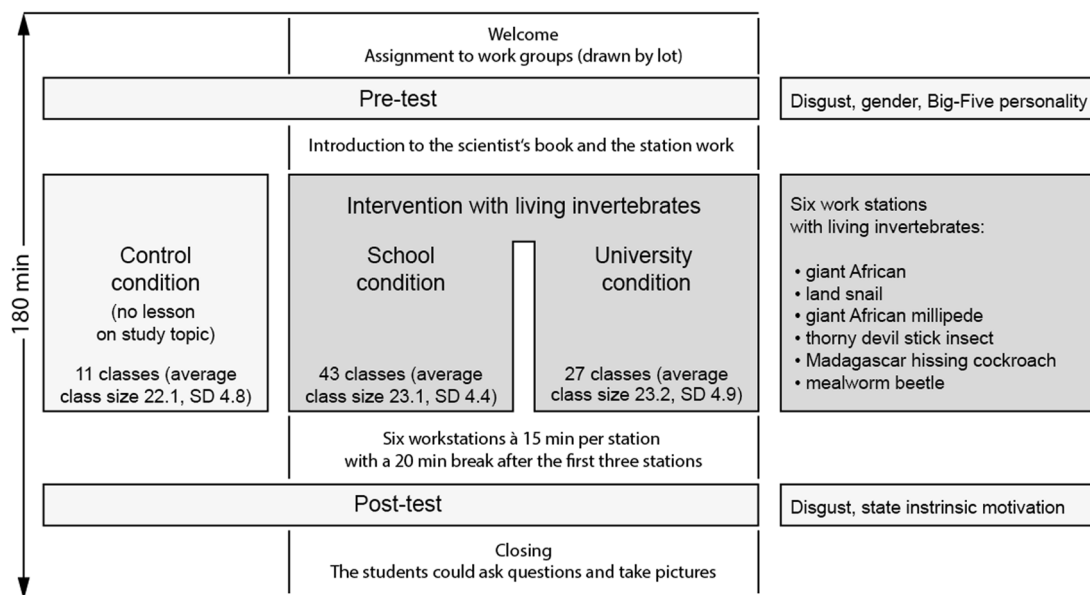 Welcome
Assignment to work groups (drawn by lot)
Pre-test
Disgust, gender, Big-Five personality
Introduction to the scientist's book and the station work
180 min
Control
condition
(no lesson
on study topic)
11 classes (average
class size 22.1, SD 4.8)
Intervention with living invertebrates
School
condition
43 classes (average
class size 23.1, SD 4.4)
University
condition
27 classes (average
class size 23.2, SD 4.9)
Six work stations
with living invertebrates:
• giant African
• land snail
• giant African millipede
• thorny devil stick insect
• Madagascar hissing cockroach
• mealworm beetle
Six workstations à 15 min per station
with a 20 min break after the first three stations
Post-test
Disgust, state instrinsic motivation
Closing
The students could ask questions and take pictures